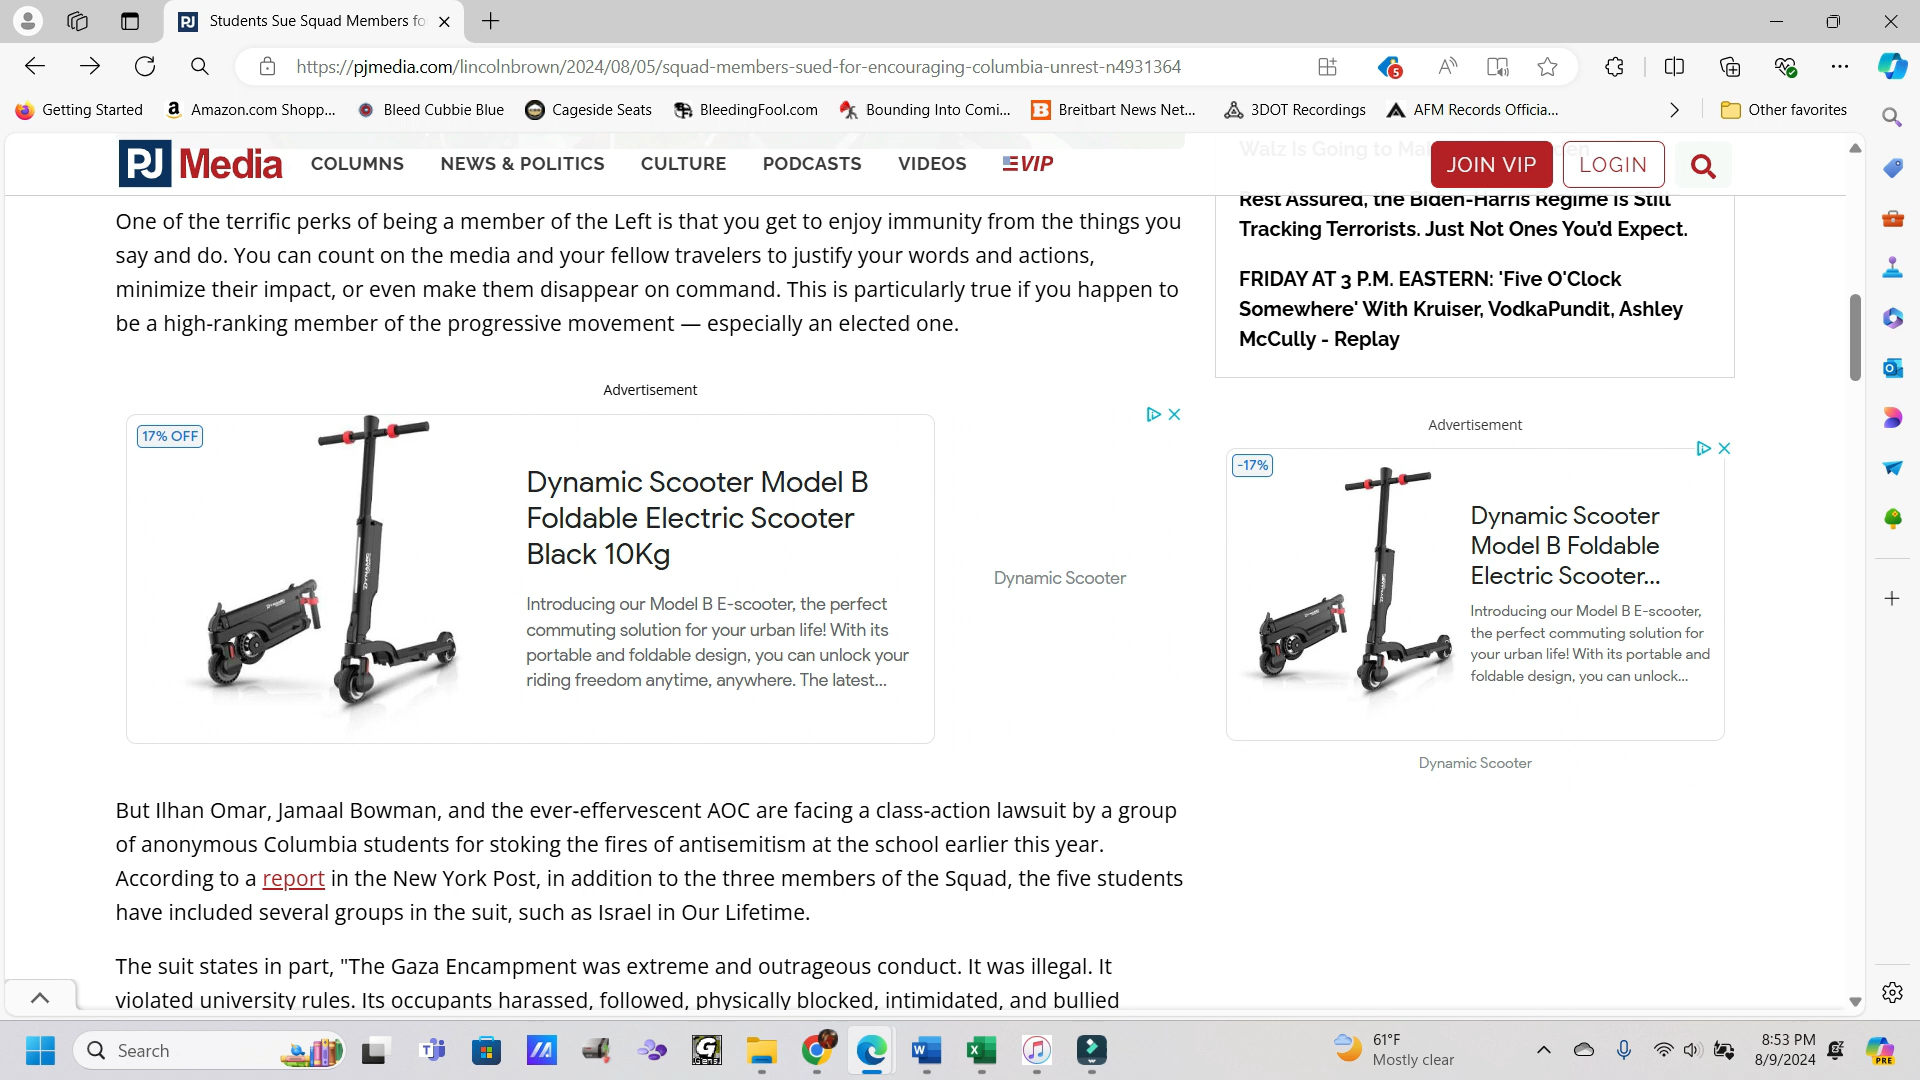 PJ Students Sue Squad Members fo
https://pjmedia.com/lincolnbrown/2024/08/05/squad-members-sued-for-encouraging-columbia-unrest-n4931364
5
Getting Started Amazon.com Shopp... Bleed Cubbie Blue Cageside Seats BleedingFool.com Bounding Into Comi... Breitbart News Net... 3DOT Recordings AFM Records Officia... Other favorites
PJ Media COLUMNS NEWS & POLITICS CULTURE PODCASTS VIDEOS VIP JOIN VIP LOGIN
One of the terrific perks of being a member of the Left is that you get to enjoy immunity from the things you
say and do. You can count on the media and your fellow travelers to justify your words and actions,
minimize their impact, or even make them disappear on command. This is particularly true if you happen to
be a high-ranking member of the progressive movement — especially an elected one.
Advertisement
17% OFF
Dynamic Scooter Model B
Foldable Electric Scooter
Black 10Kg
Introducing our Model B E-scooter, the perfect
commuting solution for your urban life! With its
portable and foldable design, you can unlock your
riding freedom anytime, anywhere. The latest...
Dynamic Scooter
But Ilhan Omar, Jamaal Bowman, and the ever-effervescent AOC are facing a class-action lawsuit by a group
of anonymous Columbia students for stoking the fires of antisemitism at the school earlier this year.
According to a report in the New York Post, in addition to the three members of the Squad, the five students
have included several groups in the suit, such as Israel in Our Lifetime.
The suit states in part, "The Gaza Encampment was extreme and outrageous conduct. It was illegal. It
violated university rules. Its occupants harassed, followed, physically blocked, intimidated, and bullied
Walz Is Going to
Rest Assured, the Biden-Harris Regime Is Still
Tracking Terrorists. Just Not Ones You'd Expect.
FRIDAY AT 3 P.M. EASTERN: 'Five O'Clock
Somewhere' With Kruiser, VodkaPundit, Ashley
McCully - Replay
Advertisement
-17%
Dynamic Scooter
Model B Foldable
Electric Scooter...
Introducing our Model B E-scooter,
the perfect commuting solution for
your urban life! With its portable and
foldable design, you can unlock...
Dynamic Scooter
Search
61°F
Mostly clear
8:53 PM
8/9/2024
PRE